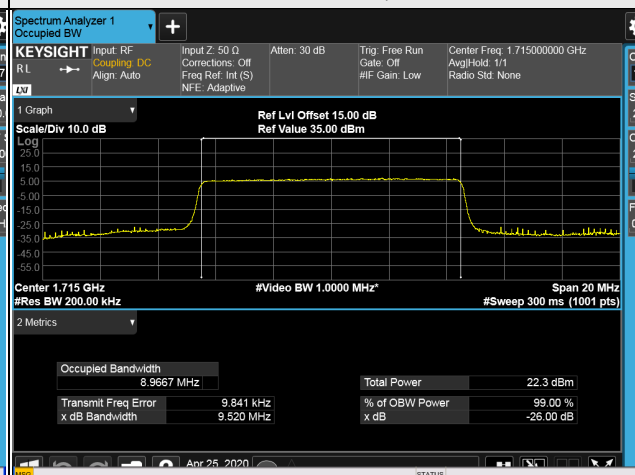 Spectrum Analyzer 1
Occupied BW
+
KEYSIGHT
RL
LXI
Input: RF
Coupling: DC
Align: Auto
Input Z: 50 Ω
Corrections: Off
Freq Ref: Int (S)
NFE: Adaptive
Atten: 30 dB
Trig: Free Run
Gate: Off
#IF Gain: Low
Center Freq: 1.715000000 GHz
Avg|Hold: 1/1
Radio Std: None
1 Graph
Scale/Div 10.0 dB
Ref Lvl Offset 15.00 dB
Ref Value 35.00 dBm
Log
25.0
15.0
5.00
-5.00
-15.0
-25.0
-35.0
-45.0
-55.0
Center 1.715 GHz
#Video BW 1.0000 MHz*
Span 20 MHz
#Res BW 200.00 kHz
#Sweep 300 ms (1001 pts)
2 Metrics
Occupied Bandwidth
8.9667 MHz
Total Power 22.3 dBm
Transmit Freq Error 9.841 kHz
% of OBW Power 99.00 %
x dB Bandwidth 9.520 MHz
x dB -26.00 dB
Apr 25, 2020
MSG
STATUS